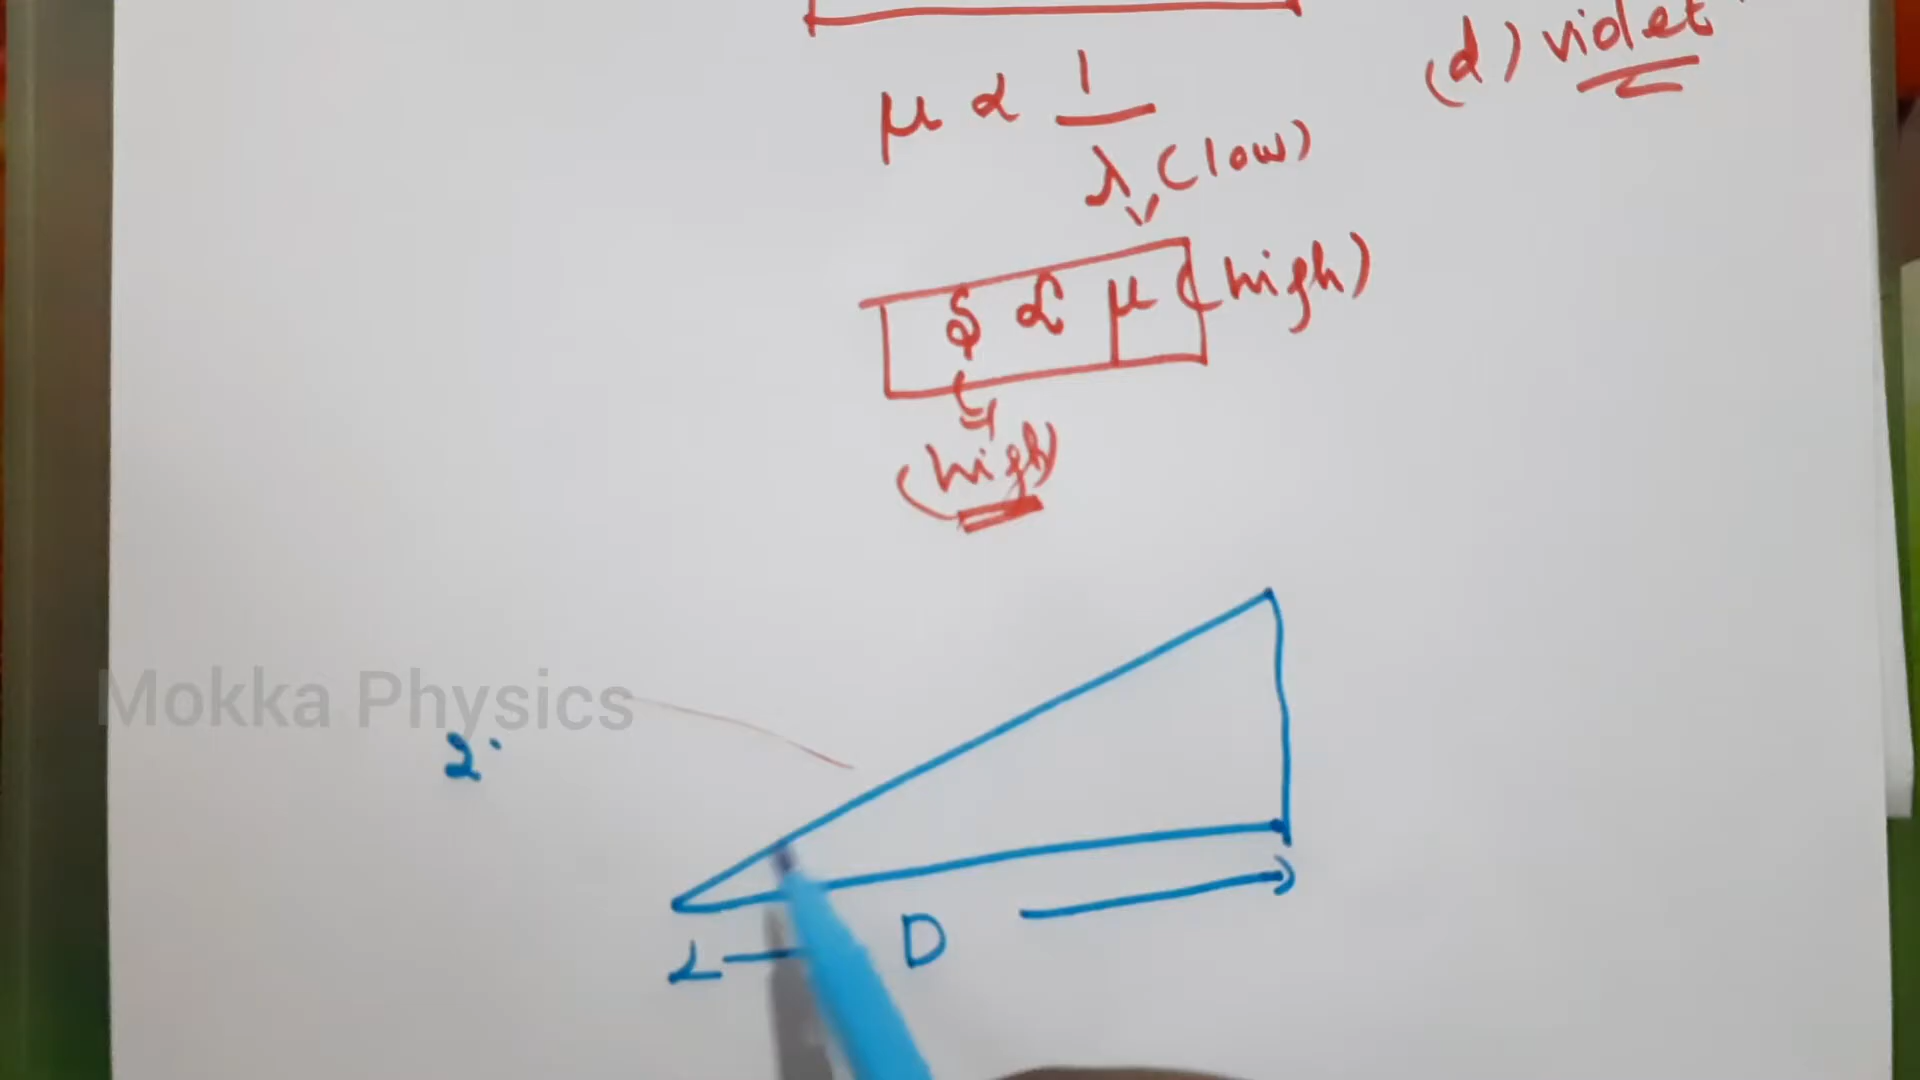 (d) violet
μ ∝ 1/λ (low)
δ ∝ μ (high)
(high)
Mokka Physics
2.
D